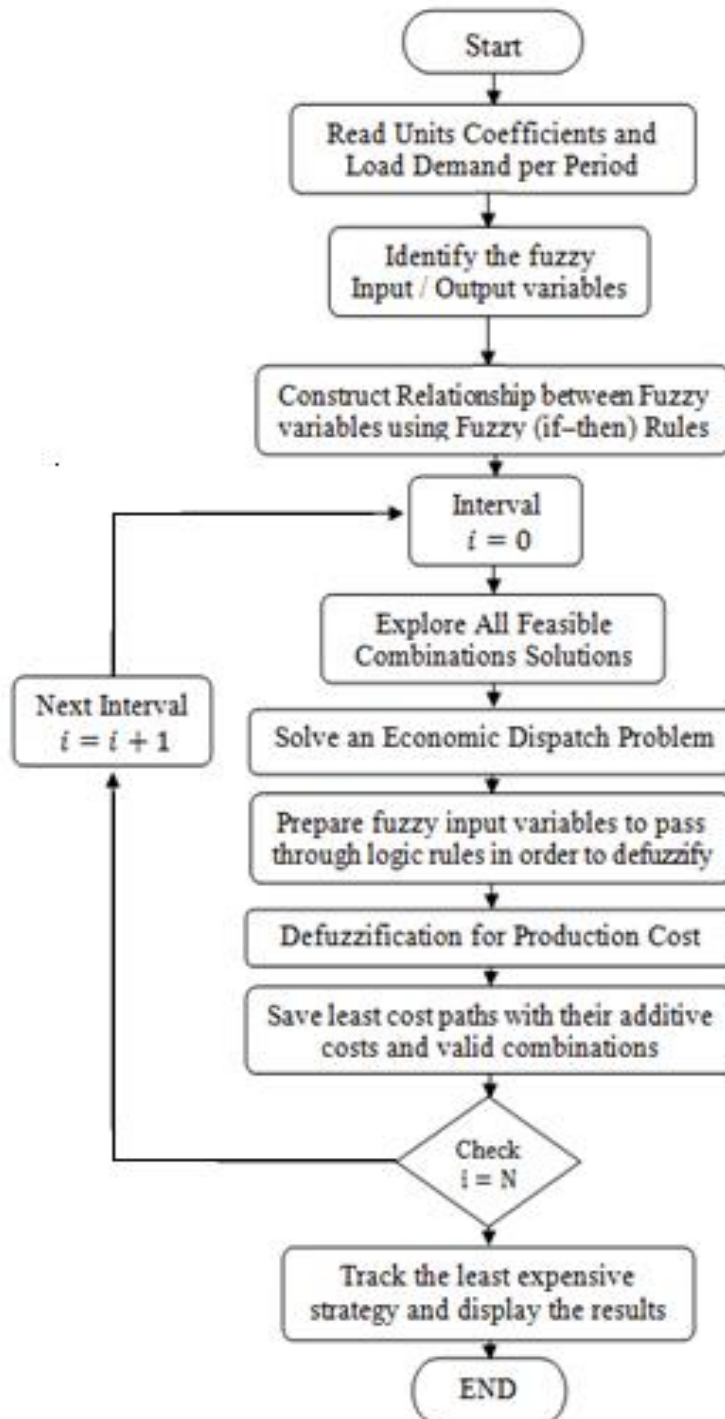 Start
Read Units Coefficients and
Load Demand per Period
Identify the fuzzy
Input / Output variables
Construct Relationship between Fuzzy
variables using Fuzzy (if–then) Rules
Interval
i = 0
Explore All Feasible
Combinations Solutions
Next Interval
i = i + 1
Solve an Economic Dispatch Problem
Prepare fuzzy input variables to pass
through logic rules in order to defuzzify
Defuzzification for Production Cost
Save least cost paths with their additive
costs and valid combinations
Check
i = N
Track the least expensive
strategy and display the results
END